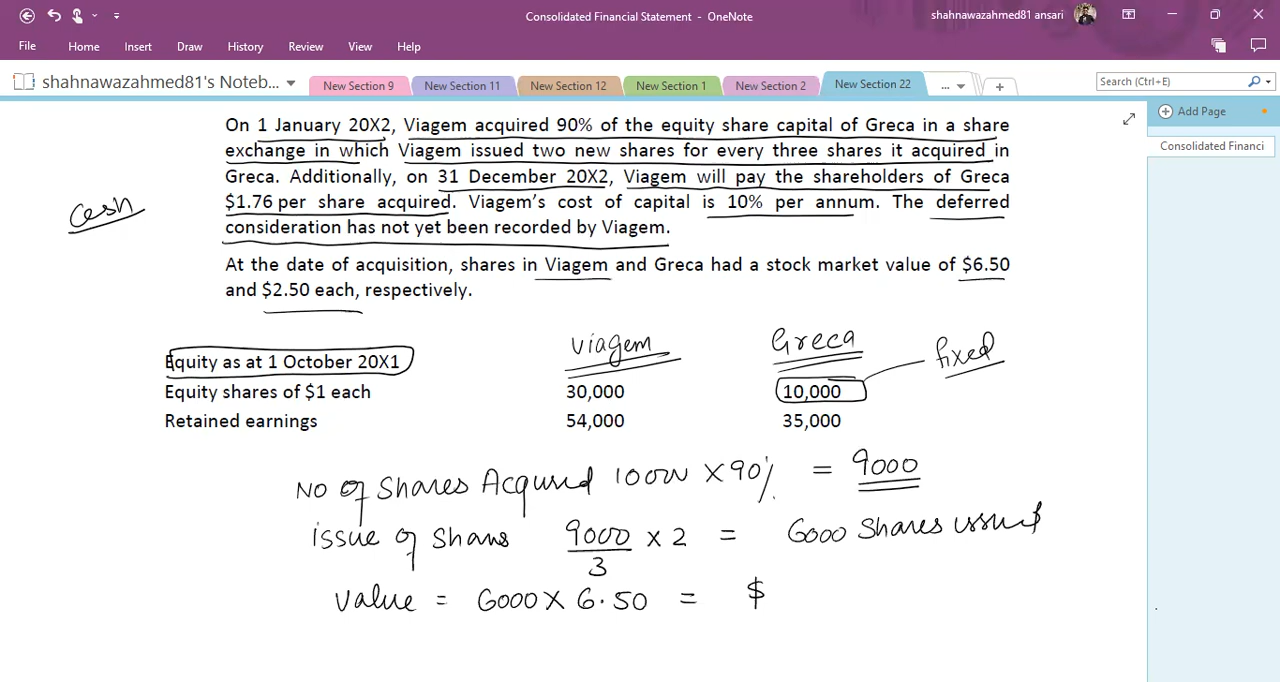 Consolidated Financial Statement - OneNote
shahnawazahmed81 ansari
File Home Insert Draw History Review View Help
shahnawazahmed81's Noteb... New Section 9 New Section 11 New Section 12 New Section 1 New Section 2 New Section 22 ... + Search (Ctrl+E)
Add Page
Consolidated Financi
On 1 January 20X2, Viagem acquired 90% of the equity share capital of Greca in a share
exchange in which Viagem issued two new shares for every three shares it acquired in
Greca. Additionally, on 31 December 20X2, Viagem will pay the shareholders of Greca
$1.76 per share acquired. Viagem's cost of capital is 10% per annum. The deferred
consideration has not yet been recorded by Viagem.
Cash
At the date of acquisition, shares in Viagem and Greca had a stock market value of $6.50
and $2.50 each, respectively.
Viagem Greca fixed
Equity as at 1 October 20X1
Equity shares of $1 each 30,000 10,000
Retained earnings 54,000 35,000
No of Shares Acquired 10000 X 90% = 9000
issue of Shares 9000/3 x 2 = 6000 Shares issued
Value = 6000 X 6.50 = $